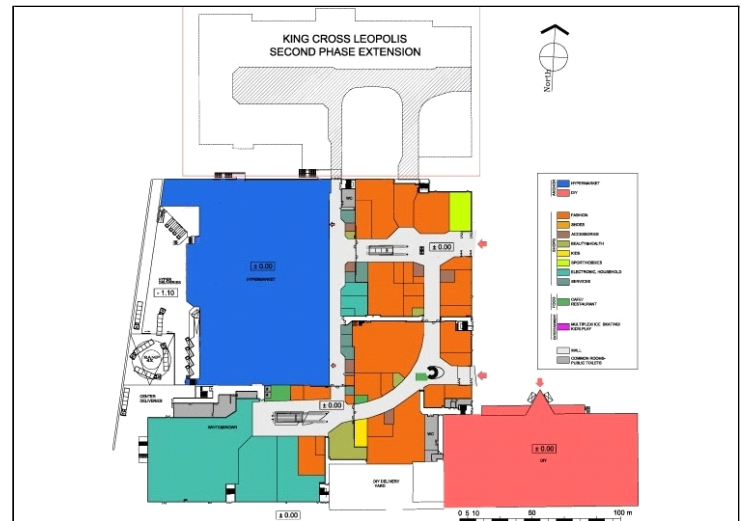 KING CROSS LEOPOLIS
SECOND PHASE EXTENSION
North
HYPERMARKET
DIY
FASHION
SHOES
ACCESSORIES
BEAUTY&HEALTH
KIDS
SPORT/HOBBIES
ELECTRONIC, HOUSEHOLD
SERVICES
CAFE/
RESTAURANT
MULTIPLEX ICE SKATING/
KIDS PLAY
MALL
COMMON ROOMS-
PUBLIC TOILETS
WC
± 0.00
± 0.00
HYPERMARKET
HYPER
DELIVERIES
- 1.10
RAMP
CENTER
DELIVERIES
± 0.00
WC
± 0.00
DIY
DIY DELIVERY
YARD
± 0.00
0 5 10 50 100 m